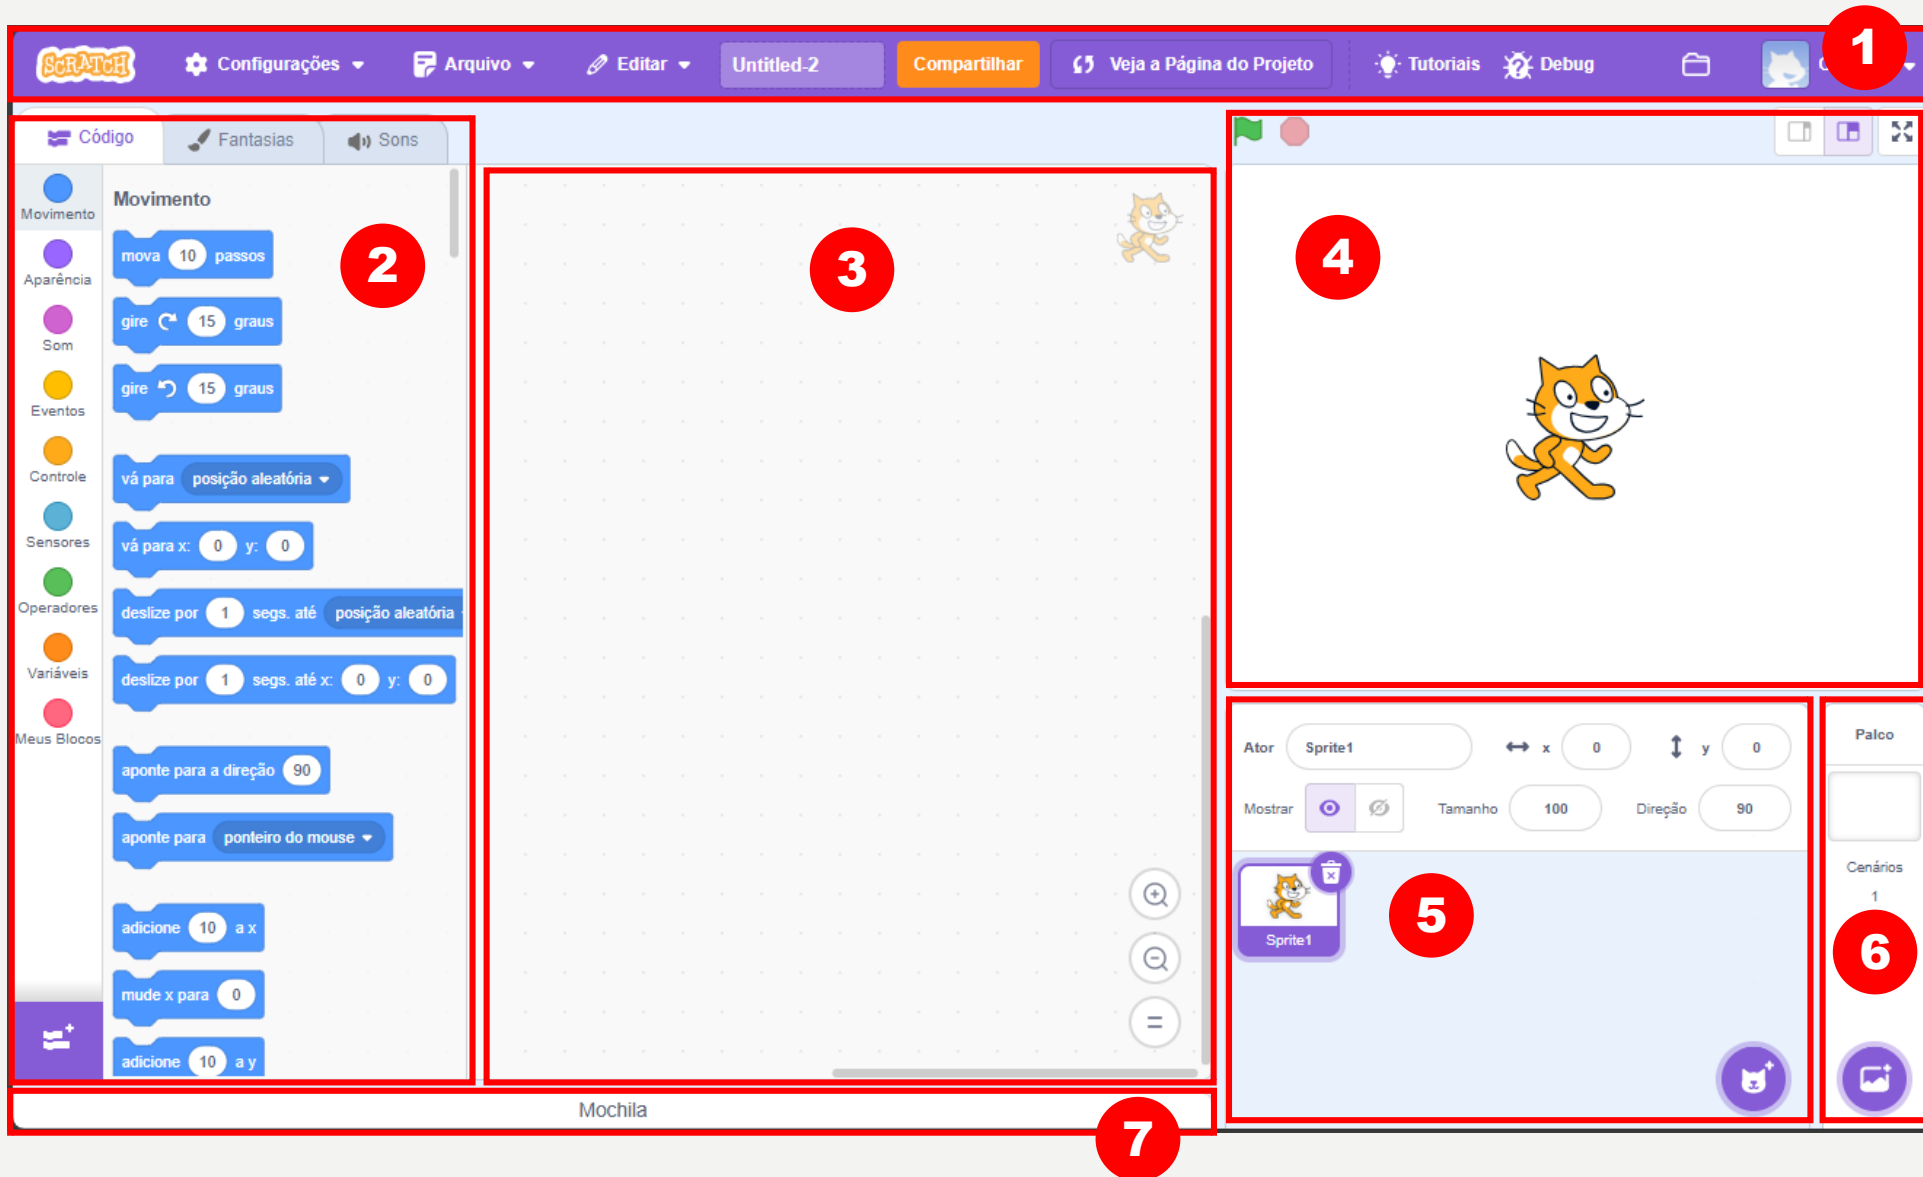 SCRATCH Configurações Arquivo Editar Untitled-2 Compartilhar Veja a Página do Projeto Tutoriais Debug 1
Código Fantasias Sons
Movimento
Aparência
Som
Eventos
Controle
Sensores
Operadores
Variáveis
Meus Blocos
Movimento
mova 10 passos
gire 15 graus
gire 15 graus
vá para posição aleatória
vá para x: 0 y: 0
deslize por 1 segs. até posição aleatória
deslize por 1 segs. até x: 0 y: 0
aponte para a direção 90
aponte para ponteiro do mouse
adicione 10 a x
mude x para 0
adicione 10 a y
2
3
4
Ator Sprite1 x 0 y 0
Mostrar Tamanho 100 Direção 90
Sprite1
5
Palco
Cenários
1
6
Mochila
7